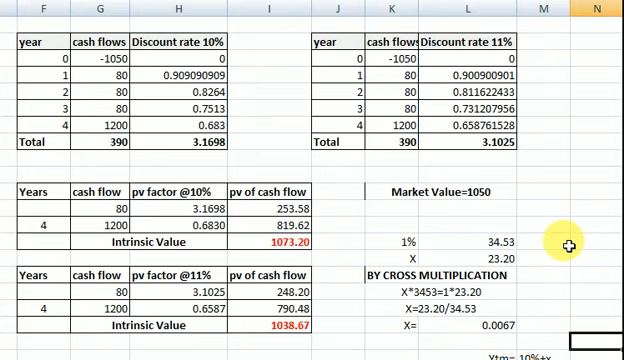 F G H I J K L M N
year cash flows Discount rate 10% year cash flows Discount rate 11%
0 -1050 0 0 -1050 0
1 80 0.909090909 1 80 0.900900901
2 80 0.8264 2 80 0.811622433
3 80 0.7513 3 80 0.731207956
4 1200 0.683 4 1200 0.658761528
Total 390 3.1698 Total 390 3.1025
Years cash flow pv factor @10% pv of cash flow Market Value=1050
80 3.1698 253.58
4 1200 0.6830 819.62
Intrinsic Value 1073.20 1% 34.53
X 23.20
Years cash flow pv factor @11% pv of cash flow BY CROSS MULTIPLICATION
80 3.1025 248.20 X*3453=1*23.20
4 1200 0.6587 790.48 X=23.20/34.53
Intrinsic Value 1038.67 X= 0.0067
Ytm= 10%+x